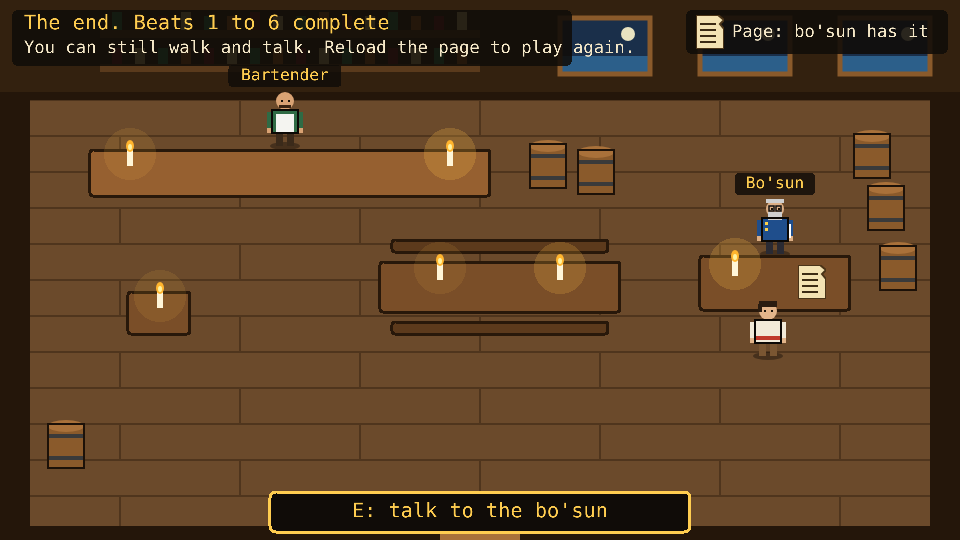 The end. Beats 1 to 6 complete
You can still walk and talk. Reload the page to play again.
Page: bo'sun has it
Bartender
Bo'sun
E: talk to the bo'sun